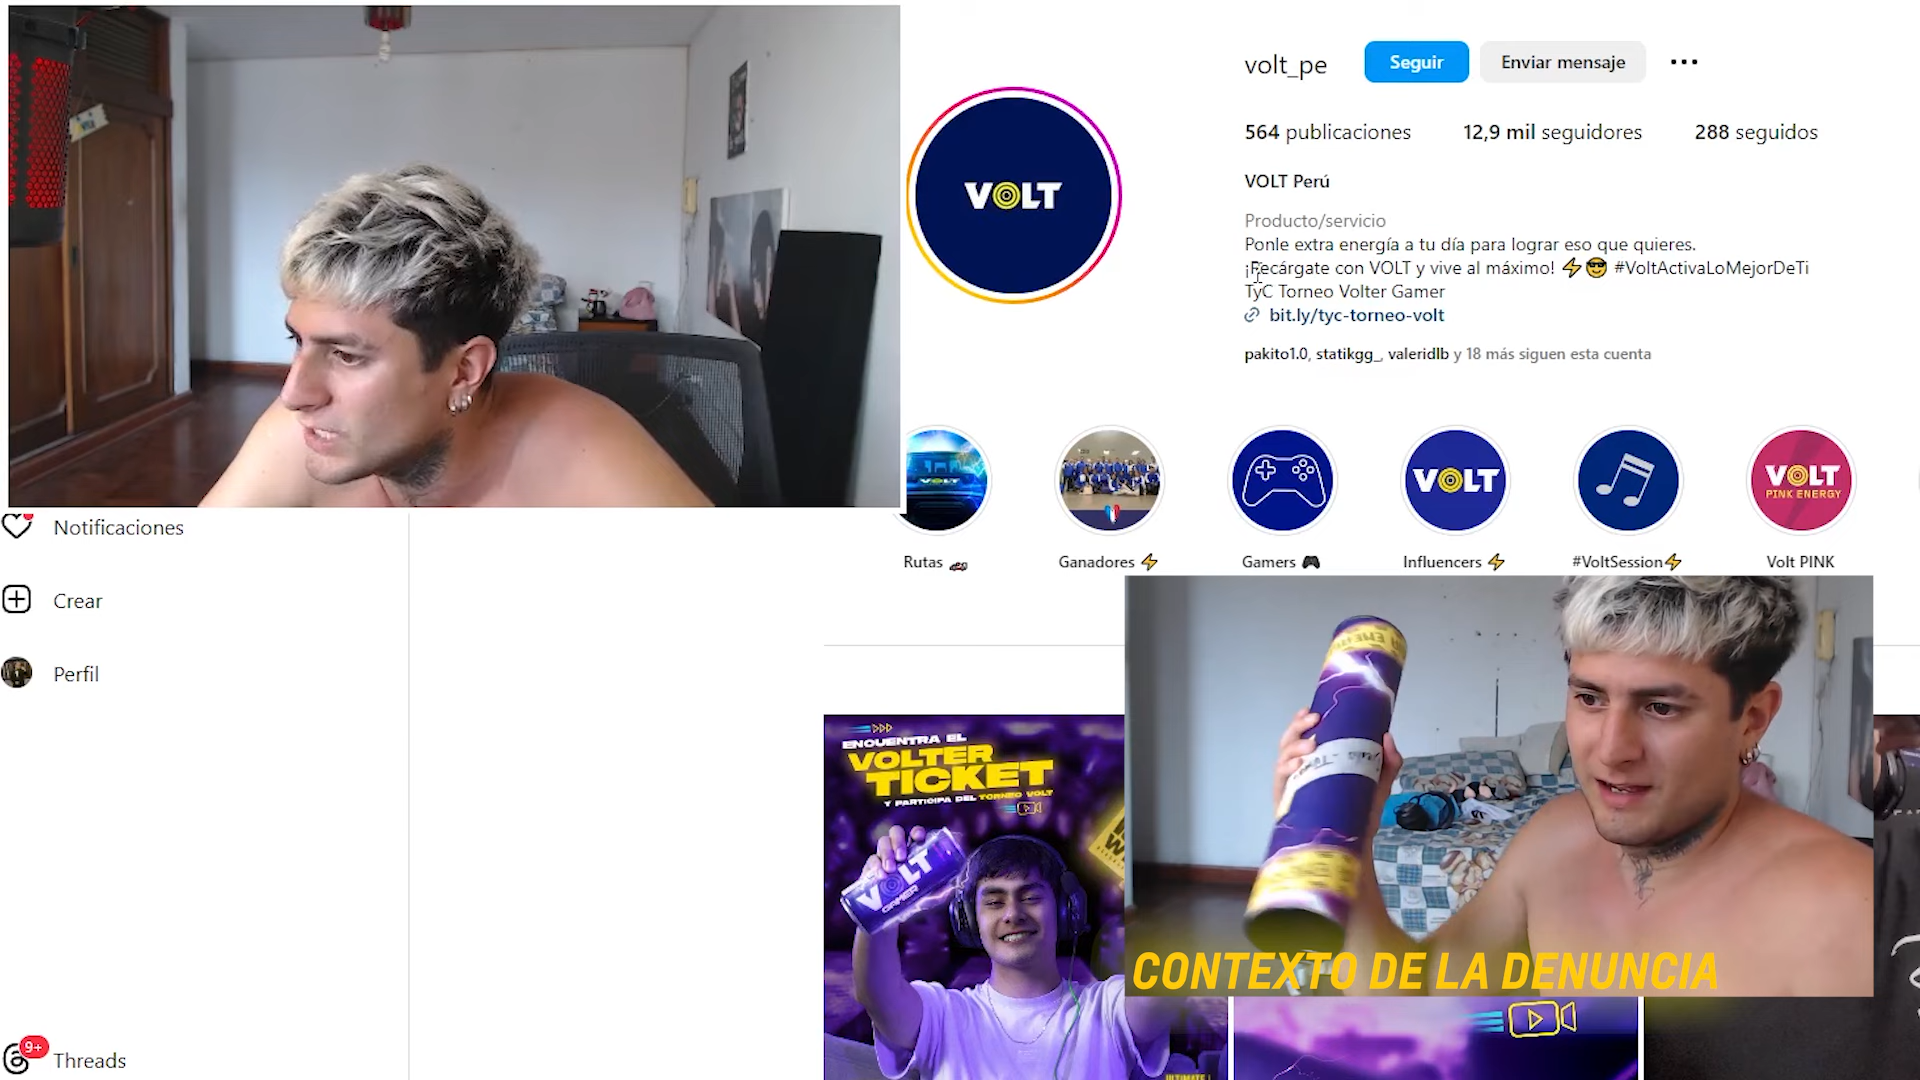 volt_pe
Seguir
Enviar mensaje
564 publicaciones
12,9 mil seguidores
288 seguidos
VOLT
VOLT Perú
Producto/servicio
Ponle extra energía a tu día para lograr eso que quieres.
¡Recárgate con VOLT y vive al máximo! ⚡😎 #VoltActivaLoMejorDeTi
TyC Torneo Volter Gamer
bit.ly/tyc-torneo-volt
pakito1.0, statikgg_, valeridlb y 18 más siguen esta cuenta
VOLT
VOLT
VOLT
PINK ENERGY
Rutas 🏎
Ganadores ⚡
Gamers 🎮
Influencers ⚡
#VoltSession⚡
Volt PINK
Notificaciones
Crear
Perfil
9+
Threads
ENCUENTRA EL
VOLTER
TICKET
Y PARTICIPA DEL TORNEO VOLT
VOLT
GAMER
CONTEXTO DE LA DENUNCIA